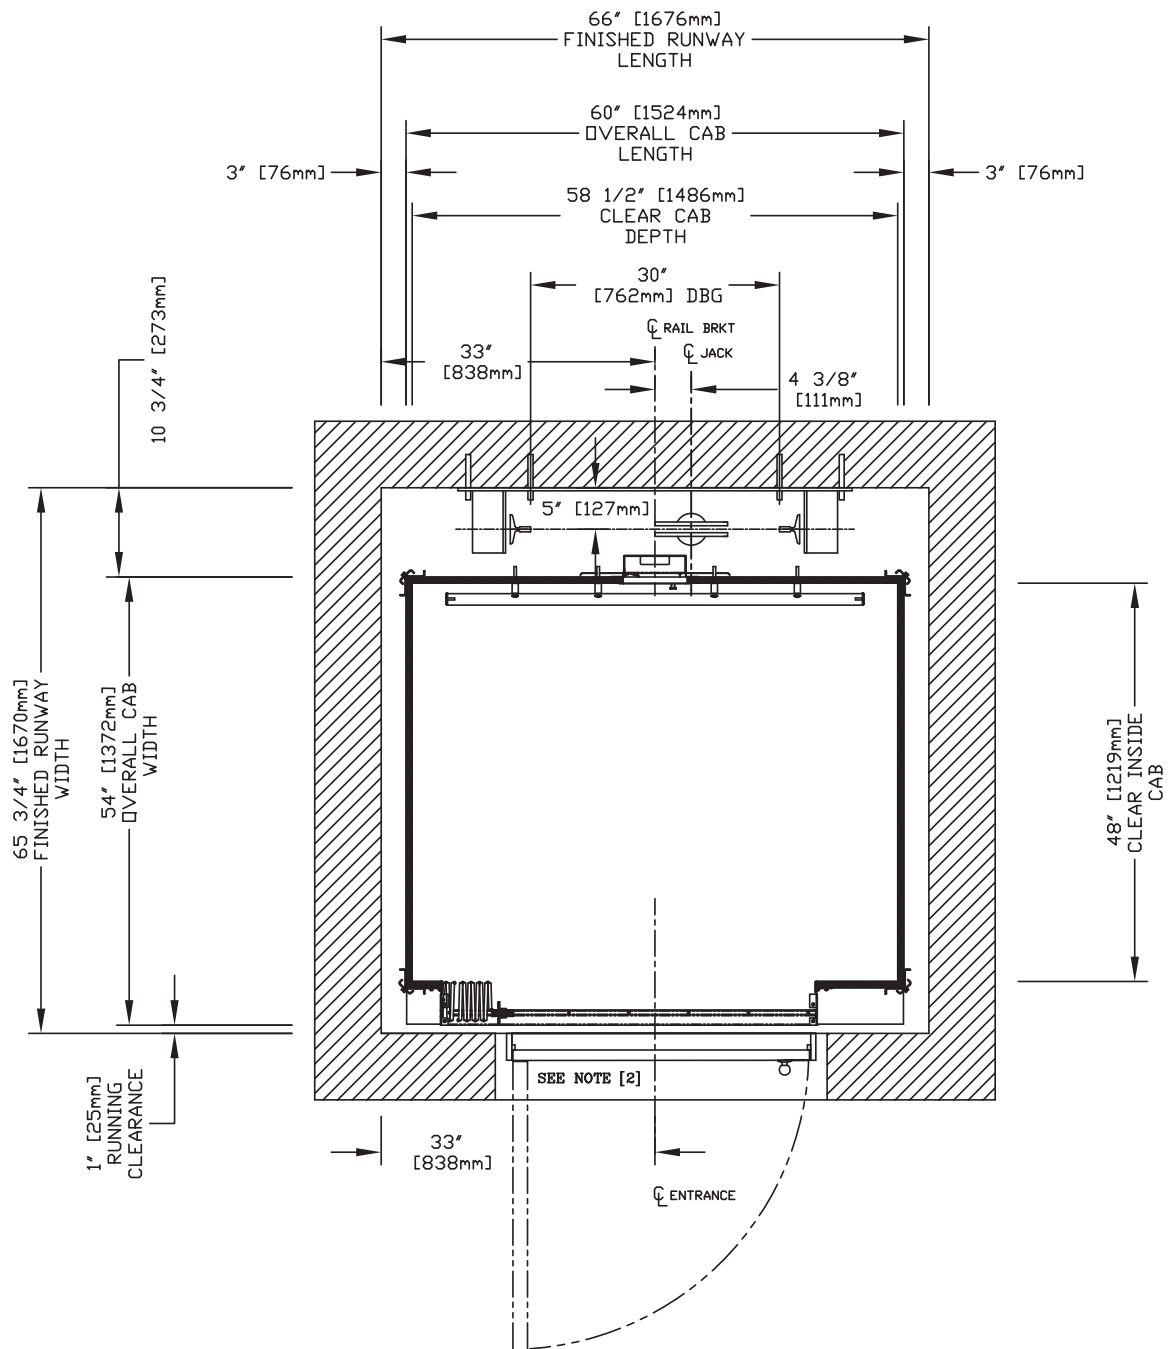 66" [1676mm]
FINISHED RUNWAY
LENGTH
60" [1524mm]
OVERALL CAB
LENGTH
3" [76mm]
3" [76mm]
58 1/2" [1486mm]
CLEAR CAB
DEPTH
30"
[762mm] DBG
℄ RAIL BRKT
℄ JACK
33"
[838mm]
4 3/8"
[111mm]
10 3/4" [273mm]
5" [127mm]
65 3/4" [1670mm]
FINISHED RUNWAY
WIDTH
54" [1372mm]
OVERALL CAB
WIDTH
48" [1219mm]
CLEAR INSIDE
CAB
1" [25mm]
RUNNING
CLEARANCE
SEE NOTE [2]
33"
[838mm]
℄ ENTRANCE